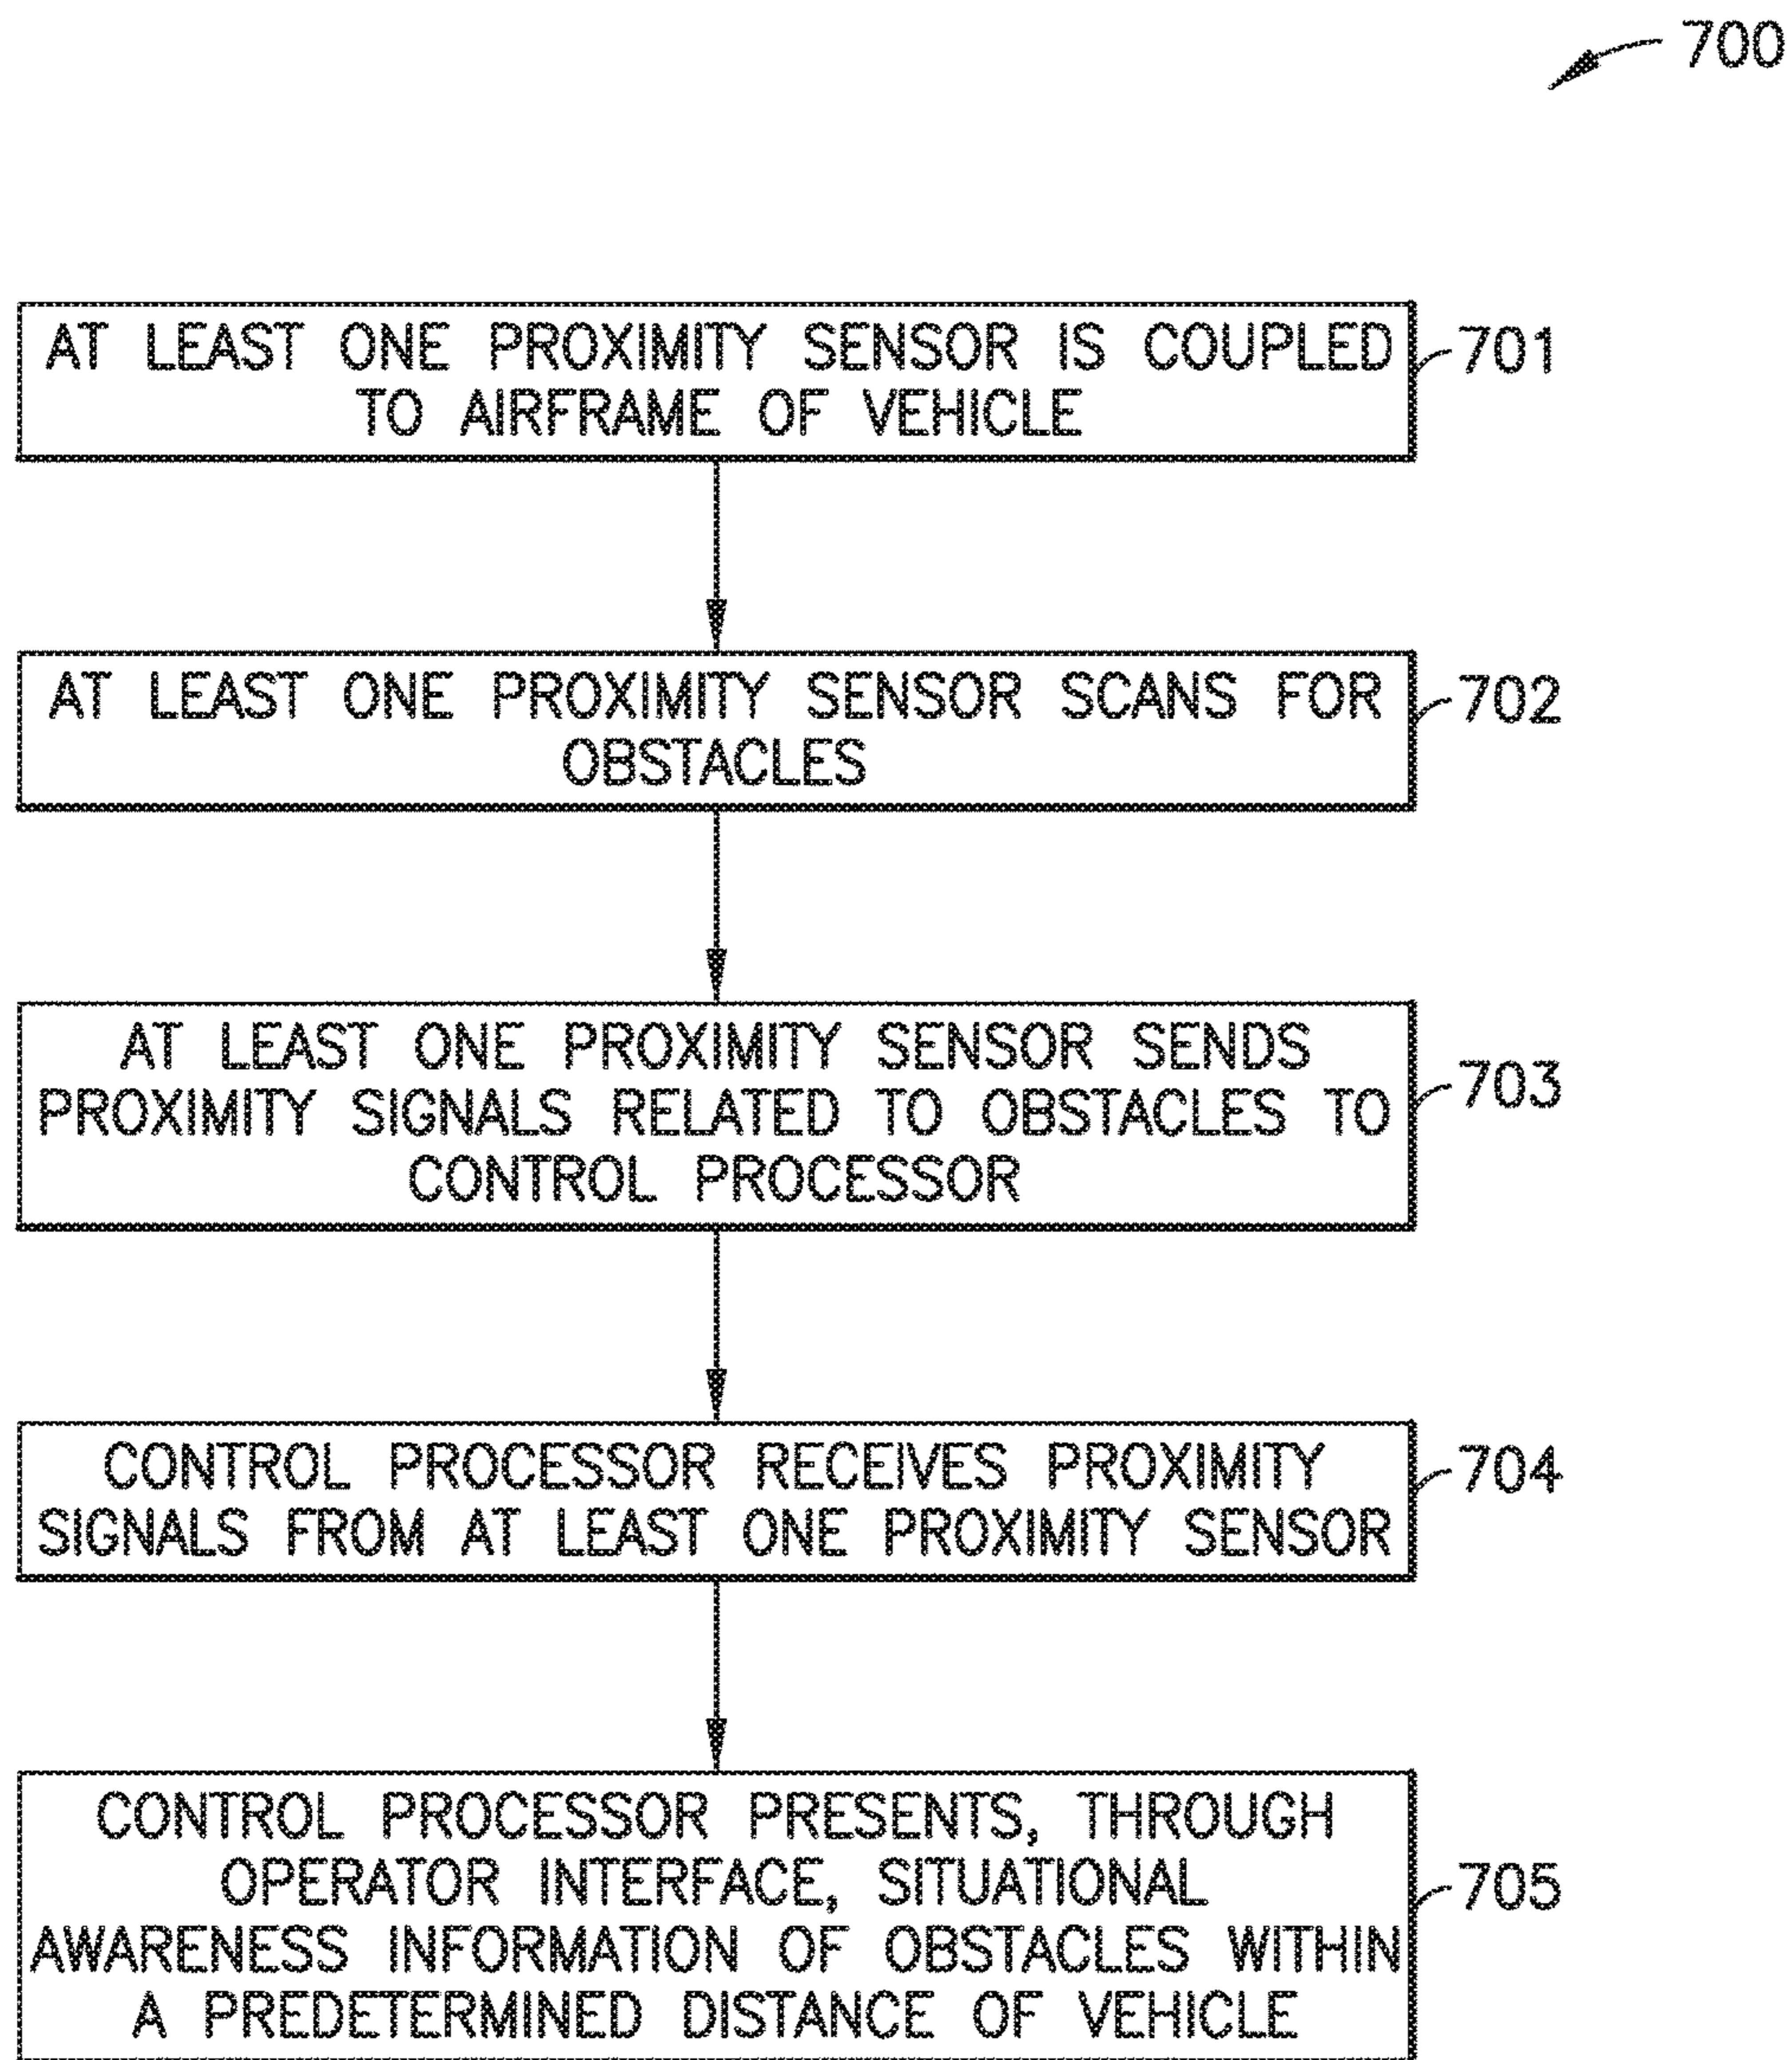 700
AT LEAST ONE PROXIMITY SENSOR IS COUPLED
TO AIRFRAME OF VEHICLE
701
AT LEAST ONE PROXIMITY SENSOR SCANS FOR
OBSTACLES
702
AT LEAST ONE PROXIMITY SENSOR SENDS
PROXIMITY SIGNALS RELATED TO OBSTACLES TO
CONTROL PROCESSOR
703
CONTROL PROCESSOR RECEIVES PROXIMITY
SIGNALS FROM AT LEAST ONE PROXIMITY SENSOR
704
CONTROL PROCESSOR PRESENTS, THROUGH
OPERATOR INTERFACE, SITUATIONAL
AWARENESS INFORMATION OF OBSTACLES WITHIN
A PREDETERMINED DISTANCE OF VEHICLE
705